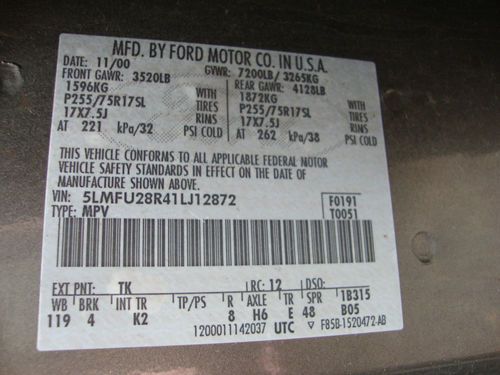 MFD. BY FORD MOTOR CO. IN U.S.A.
DATE: 11/00 GVWR: 7200LB/ 3265KG
FRONT GAWR: 3520LB REAR GAWR: 4128LB
1596KG WITH 1872KG WITH
P255/75R17SL TIRES P255/75R17SL TIRES
17X7.5J RIMS 17X7.5J RIMS
AT 221 kPa/32 PSI COLD AT 262 kPa/38 PSI COLD
THIS VEHICLE CONFORMS TO ALL APPLICABLE FEDERAL MOTOR
VEHICLE SAFETY STANDARDS IN EFFECT ON THE DATE OF
MANUFACTURE SHOWN ABOVE.
VIN: 5LMFU28R41LJ12872 F0191
TYPE: MPV T0051
EXT PNT: TK RC: 12 DSO:
WB BRK INT TR TP/PS R AXLE TR SPR 1B315
119 4 K2 8 H6 E 48 B05
1200011142037 UTC F85B-1520472-AB